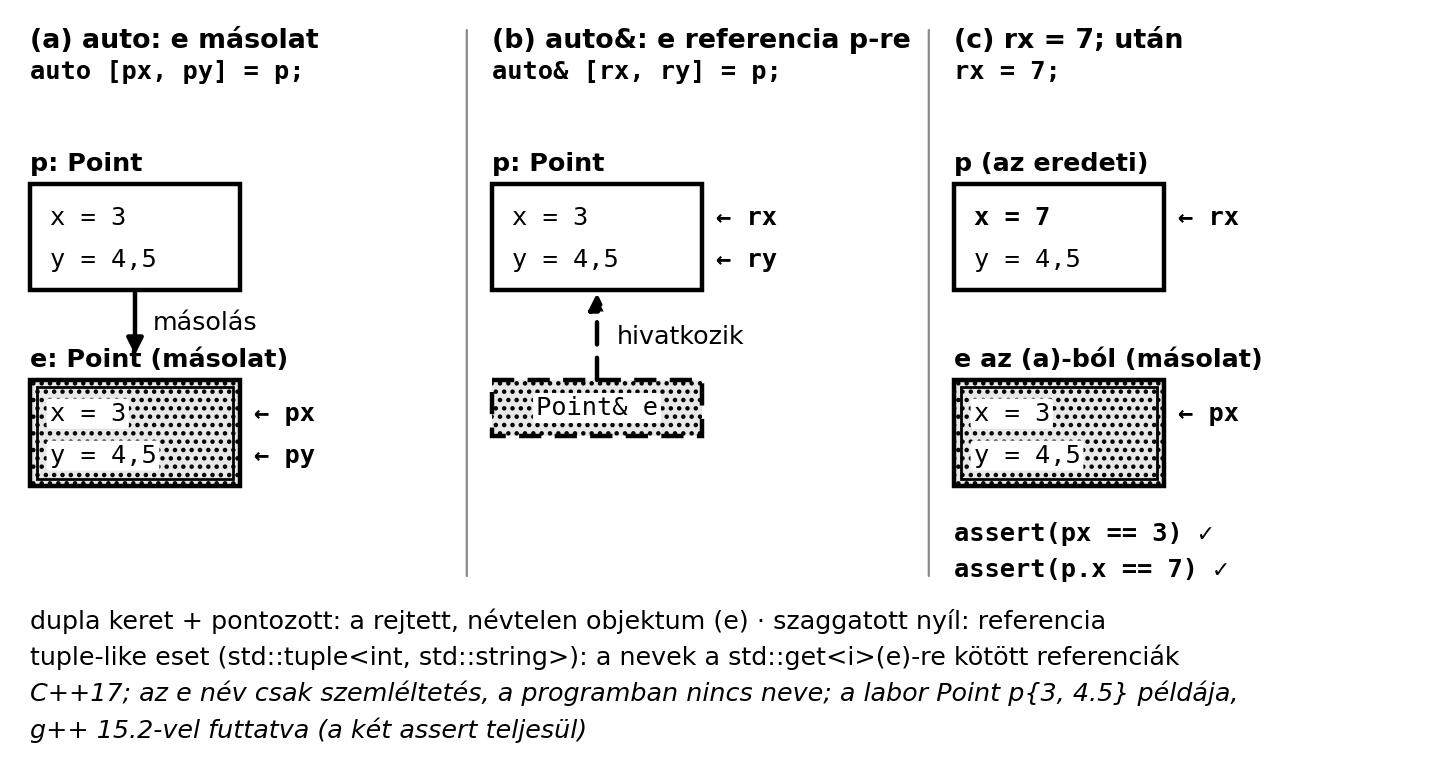 (a) auto: e másolat
auto [px, py] = p;
p: Point
x = 3
y = 4,5
másolás
e: Point (másolat)
x = 3 ← px
y = 4,5 ← py
(b) auto&: e referencia p-re
auto& [rx, ry] = p;
p: Point
x = 3 ← rx
y = 4,5 ← ry
hivatkozik
Point& e
(c) rx = 7; után
rx = 7;
p (az eredeti)
x = 7 ← rx
y = 4,5
e az (a)-ból (másolat)
x = 3 ← px
y = 4,5
assert(px == 3) ✓
assert(p.x == 7) ✓
dupla keret + pontozott: a rejtett, névtelen objektum (e) · szaggatott nyíl: referencia
tuple-like eset (std::tuple<int, std::string>): a nevek a std::get<i>(e)-re kötött referenciák
C++17; az e név csak szemléltetés, a programban nincs neve; a labor Point p{3, 4.5} példája,
g++ 15.2-vel futtatva (a két assert teljesül)